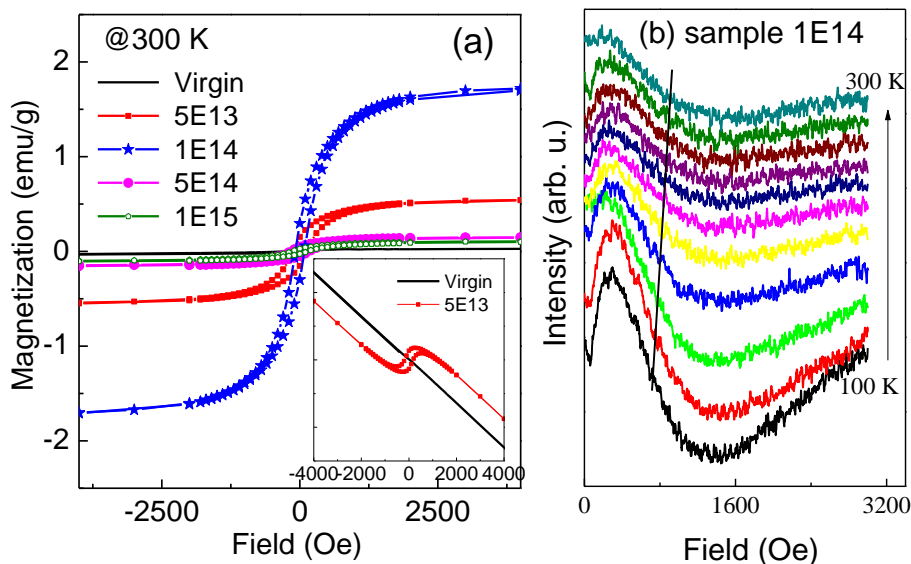 @300 K
(a)
Virgin
5E13
1E14
5E14
1E15
Magnetization (emu/g)
2
1
0
-1
-2
-2500
0
2500
Field (Oe)
Virgin
5E13
-4000
-2000
0
2000
4000
(b) sample 1E14
300 K
100 K
Intensity (arb. u.)
0
1600
3200
Field (Oe)